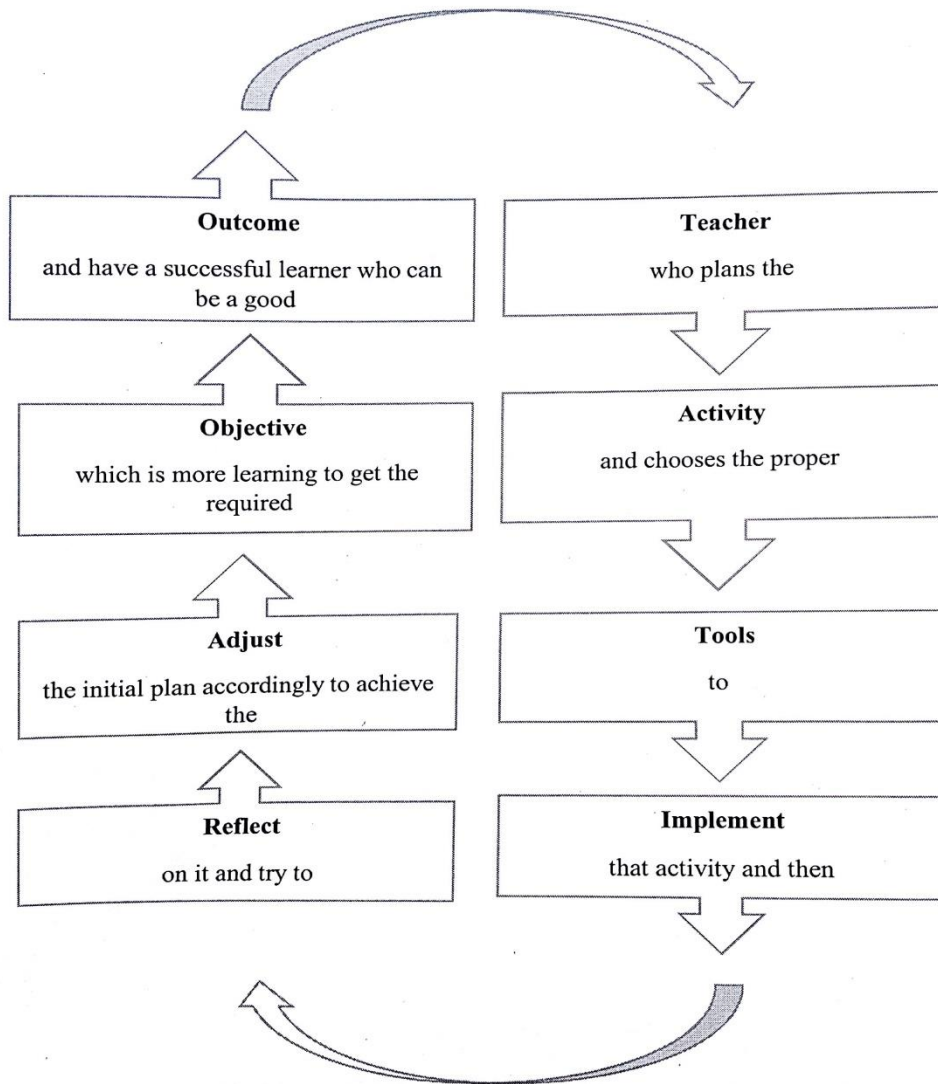 Teacher
who plans the
Activity
and chooses the proper
Tools
to
Implement
that activity and then
Reflect
on it and try to
Adjust
the initial plan accordingly to achieve
the
Objective
which is more learning to get the
required
Outcome
and have a successful learner who can
be a good